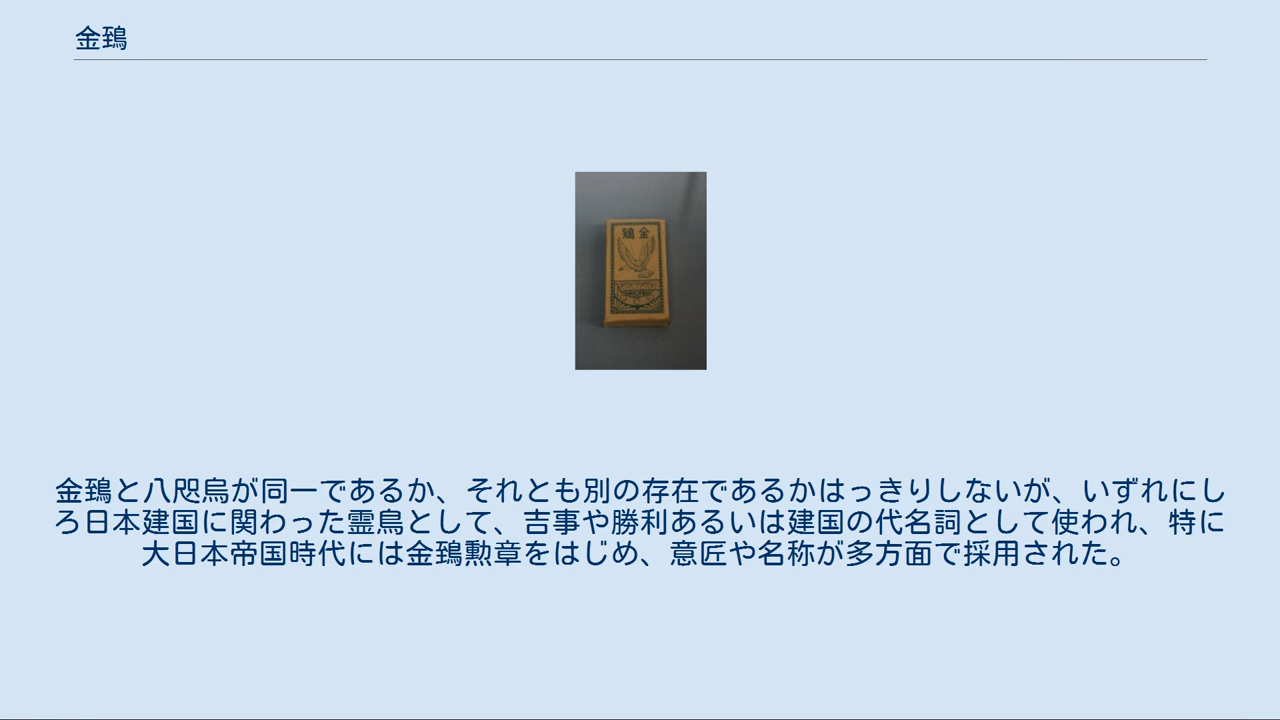 金鵄
金鵄
金鵄と八咫烏が同一であるか、それとも別の存在であるかはっきりしないが、いずれにし
ろ日本建国に関わった霊鳥として、吉事や勝利あるいは建国の代名詞として使われ、特に
大日本帝国時代には金鵄勲章をはじめ、意匠や名称が多方面で採用された。